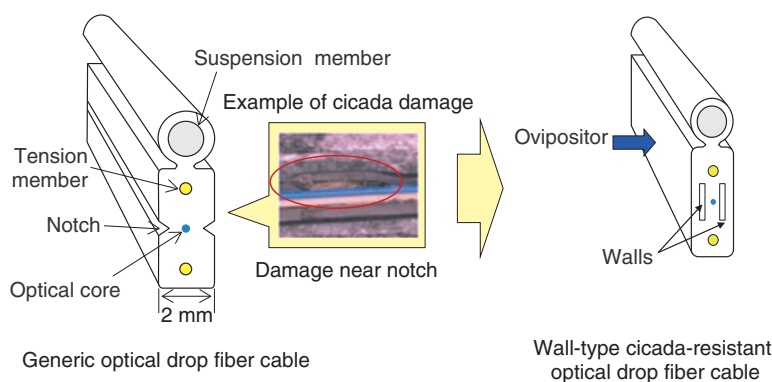 Suspension member
Example of cicada damage
Tension
member
Notch
Optical core
2 mm
Damage near notch
Generic optical drop fiber cable
Ovipositor
Walls
Wall-type cicada-resistant
optical drop fiber cable